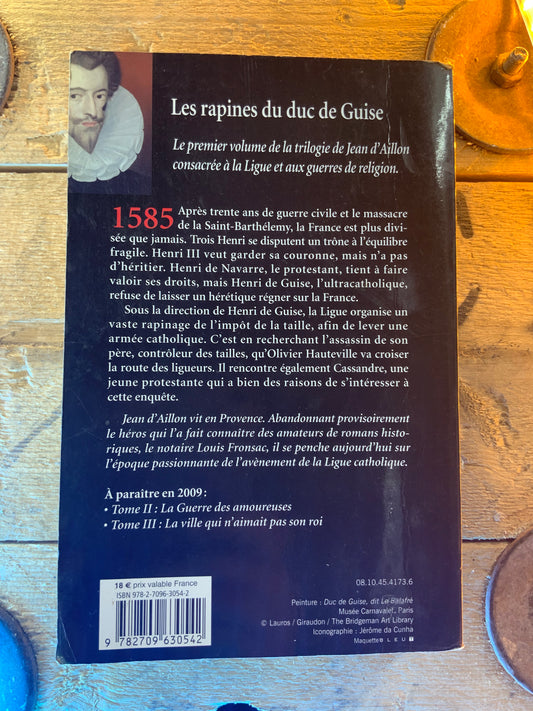 Les rapines du duc de Guise
Le premier volume de la trilogie de Jean d'Aillon
consacrée à la Ligue et aux guerres de religion.
1585 Après trente ans de guerre civile et le massacre
de la Saint-Barthélemy, la France est plus divi-
sée que jamais. Trois Henri se disputent un trône à l'équilibre
fragile. Henri III veut garder sa couronne, mais n'a pas
d'héritier. Henri de Navarre, le protestant, tient à faire
valoir ses droits, mais Henri de Guise, l'ultracatholique,
refuse de laisser un hérétique régner sur la France.
Sous la direction de Henri de Guise, la Ligue organise un
vaste rapinage de l'impôt de la taille, afin de lever une
armée catholique. C'est en recherchant l'assassin de son
père, contrôleur des tailles, qu'Olivier Hauteville va croiser
la route des ligueurs. Il rencontre également Cassandre, une
jeune protestante qui a bien des raisons de s'intéresser à
cette enquête.
Jean d'Aillon vit en Provence. Abandonnant provisoirement
le héros qui l'a fait connaître des amateurs de romans histo-
riques, le notaire Louis Fronsac, il se penche aujourd'hui sur
l'époque passionnante de l'avènement de la Ligue catholique.
À paraître en 2009 :
• Tome II : La Guerre des amoureuses
• Tome III : La ville qui n'aimait pas son roi
18 € prix valable France
ISBN 978-2-7096-3054-2
9 782709 630542
08.10.45.4173.6
Peinture : Duc de Guise, dit Le Balafré
Musée Carnavalet, Paris
© Lauros / Giraudon / The Bridgeman Art Library
Iconographie : Jérôme da Cunha
Maquette BLEUT